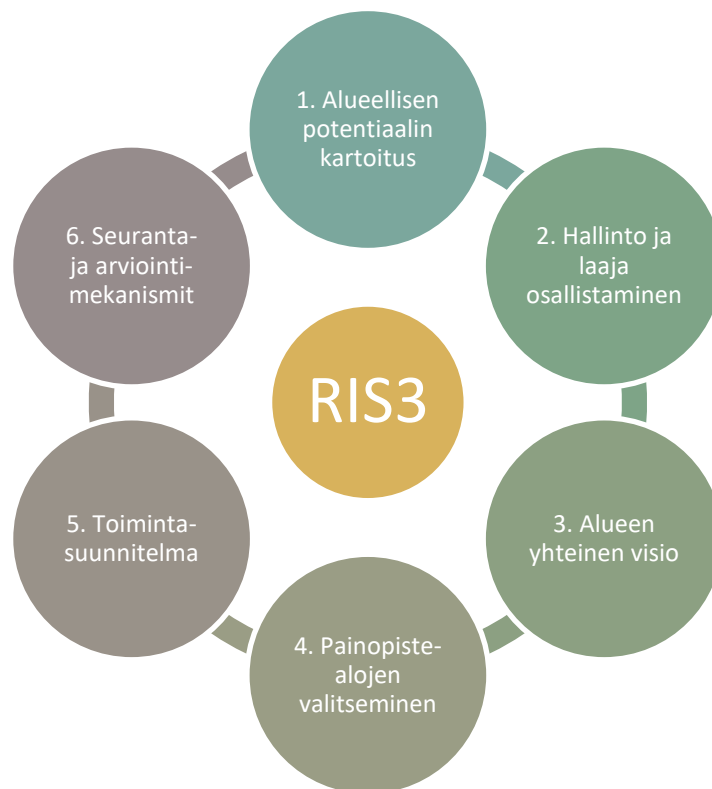 1. Alueellisen
potentiaalin
kartoitus
2. Hallinto ja
laaja
osallistaminen
3. Alueen
yhteinen visio
4. Painopiste-
alojen
valitseminen
5. Toiminta-
suunnitelma
6. Seuranta-
ja arviointi-
mekanismit
RIS3